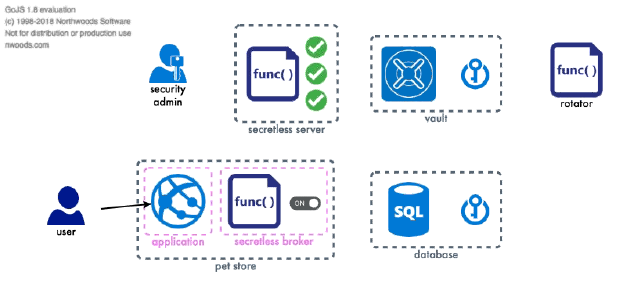 GoJS 1.8 evaluation
(c) 1998-2018 Northwoods Software
Not for distribution or production use
nwoods.com
security
admin
func()
secretless server
vault
func()
rotator
user
application
func()
ON
secretless broker
pet store
SQL
database